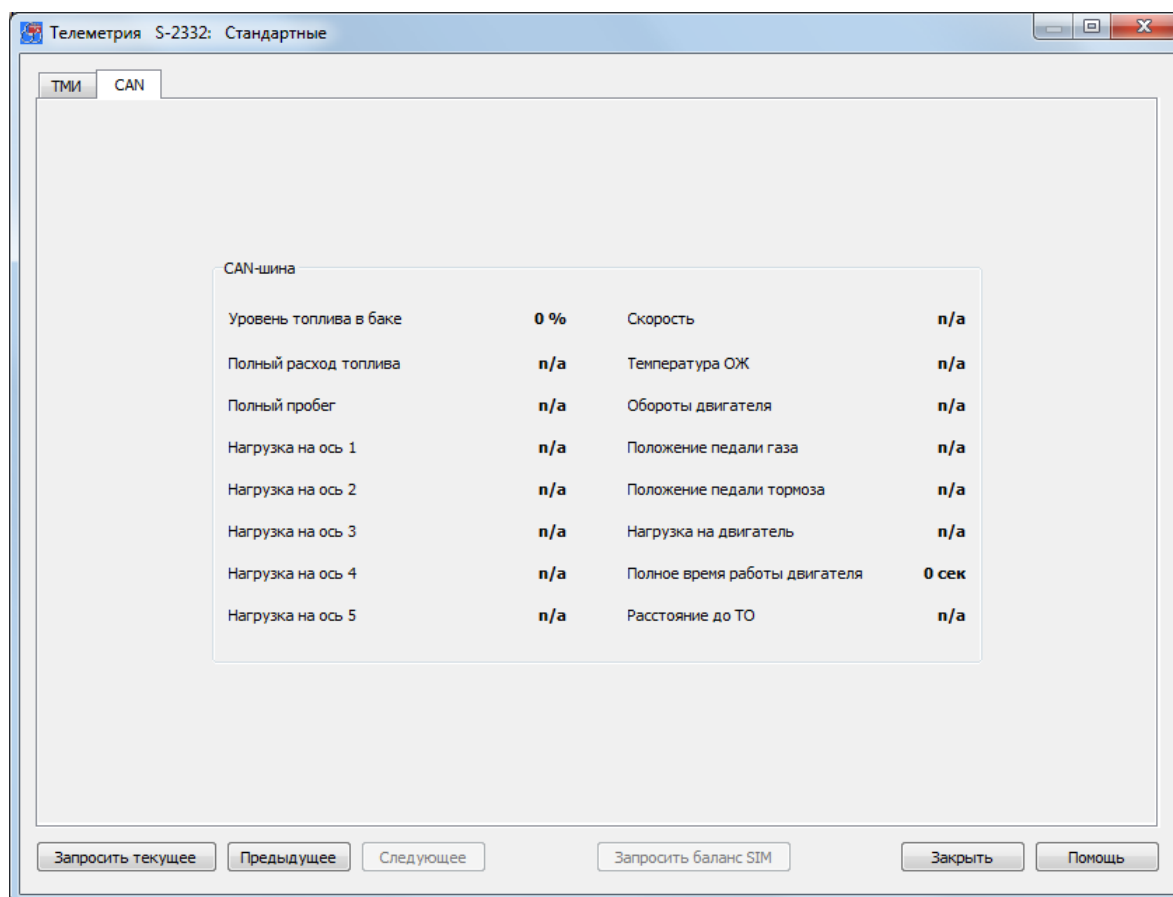 Телеметрия S-2332: Стандартные
ТМИ CAN
CAN-шина
Уровень топлива в баке 0 % Скорость n/a
Полный расход топлива n/a Температура ОЖ n/a
Полный пробег n/a Обороты двигателя n/a
Нагрузка на ось 1 n/a Положение педали газа n/a
Нагрузка на ось 2 n/a Положение педали тормоза n/a
Нагрузка на ось 3 n/a Нагрузка на двигатель n/a
Нагрузка на ось 4 n/a Полное время работы двигателя 0 сек
Нагрузка на ось 5 n/a Расстояние до ТО n/a
Запросить текущее Предыдущее Следующее Запросить баланс SIM Закрыть Помощь